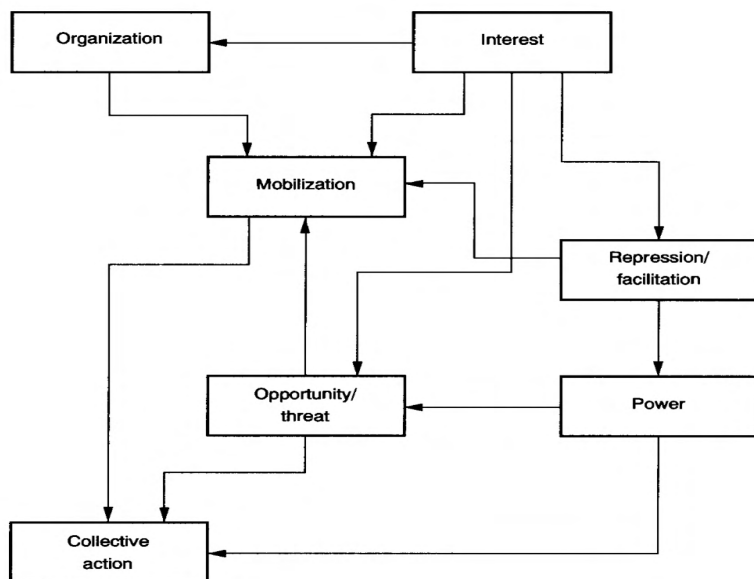 Organization
Interest
Mobilization
Repression/
facilitation
Opportunity/
threat
Power
Collective
action